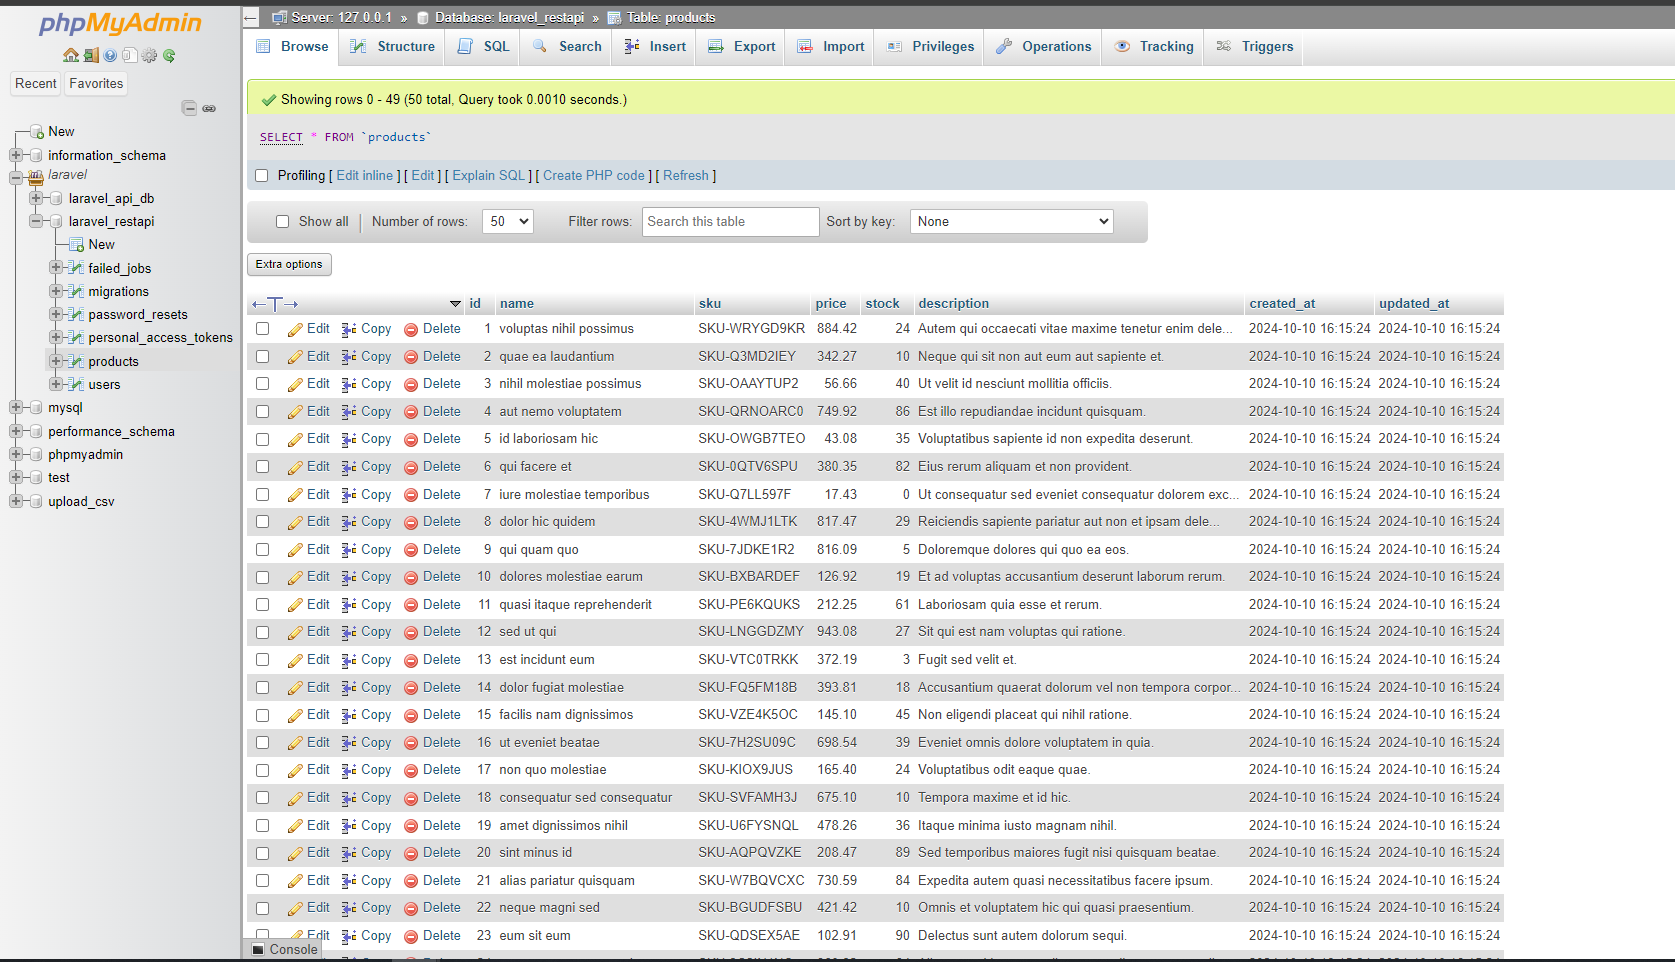 phpMyAdmin
Recent Favorites
New
information_schema
laravel
laravel_api_db
laravel_restapi
New
failed_jobs
migrations
password_resets
personal_access_tokens
products
users
mysql
performance_schema
phpmyadmin
test
upload_csv
Server: 127.0.0.1 » Database: laravel_restapi » Table: products
Browse Structure SQL Search Insert Export Import Privileges Operations Tracking Triggers
Showing rows 0 - 49 (50 total, Query took 0.0010 seconds.)
SELECT * FROM `products`
Profiling [ Edit inline ] [ Edit ] [ Explain SQL ] [ Create PHP code ] [ Refresh ]
Show all | Number of rows: 50 Filter rows: Search this table Sort by key: None
Extra options
←T→ id name sku price stock description created_at updated_at
Edit Copy Delete 1 voluptas nihil possimus SKU-WRYGD9KR 884.42 24 Autem qui occaecati vitae maxime tenetur enim dele... 2024-10-10 16:15:24 2024-10-10 16:15:24
Edit Copy Delete 2 quae ea laudantium SKU-Q3MD2IEY 342.27 10 Neque qui sit non aut eum aut sapiente et. 2024-10-10 16:15:24 2024-10-10 16:15:24
Edit Copy Delete 3 nihil molestiae possimus SKU-OAAYTUP2 56.66 40 Ut velit id nesciunt mollitia officiis. 2024-10-10 16:15:24 2024-10-10 16:15:24
Edit Copy Delete 4 aut nemo voluptatem SKU-QRNOARC0 749.92 86 Est illo repudiandae incidunt quisquam. 2024-10-10 16:15:24 2024-10-10 16:15:24
Edit Copy Delete 5 id laboriosam hic SKU-OWGB7TEO 43.08 35 Voluptatibus sapiente id non expedita deserunt. 2024-10-10 16:15:24 2024-10-10 16:15:24
Edit Copy Delete 6 qui facere et SKU-0QTV6SPU 380.35 82 Eius rerum aliquam et non provident. 2024-10-10 16:15:24 2024-10-10 16:15:24
Edit Copy Delete 7 iure molestiae temporibus SKU-Q7LL597F 17.43 0 Ut consequatur sed eveniet consequatur dolorem exc... 2024-10-10 16:15:24 2024-10-10 16:15:24
Edit Copy Delete 8 dolor hic quidem SKU-4WMJ1LTK 817.47 29 Reiciendis sapiente pariatur aut non et ipsam dele... 2024-10-10 16:15:24 2024-10-10 16:15:24
Edit Copy Delete 9 qui quam quo SKU-7JDKE1R2 816.09 5 Doloremque dolores qui quo ea eos. 2024-10-10 16:15:24 2024-10-10 16:15:24
Edit Copy Delete 10 dolores molestiae earum SKU-BXBARDEF 126.92 19 Et ad voluptas accusantium deserunt laborum rerum. 2024-10-10 16:15:24 2024-10-10 16:15:24
Edit Copy Delete 11 quasi itaque reprehenderit SKU-PE6KQUKS 212.25 61 Laboriosam quia esse et rerum. 2024-10-10 16:15:24 2024-10-10 16:15:24
Edit Copy Delete 12 sed ut qui SKU-LNGGDZMY 943.08 27 Sit qui est nam voluptas qui ratione. 2024-10-10 16:15:24 2024-10-10 16:15:24
Edit Copy Delete 13 est incidunt eum SKU-VTC0TRKK 372.19 3 Fugit sed velit et. 2024-10-10 16:15:24 2024-10-10 16:15:24
Edit Copy Delete 14 dolor fugiat molestiae SKU-FQ5FM18B 393.81 18 Accusantium quaerat dolorum vel non tempora corpor... 2024-10-10 16:15:24 2024-10-10 16:15:24
Edit Copy Delete 15 facilis nam dignissimos SKU-VZE4K5OC 145.10 45 Non eligendi placeat qui nihil ratione. 2024-10-10 16:15:24 2024-10-10 16:15:24
Edit Copy Delete 16 ut eveniet beatae SKU-7H2SU09C 698.54 39 Eveniet omnis dolore voluptatem in quia. 2024-10-10 16:15:24 2024-10-10 16:15:24
Edit Copy Delete 17 non quo molestiae SKU-KIOX9JUS 165.40 24 Voluptatibus odit eaque quae. 2024-10-10 16:15:24 2024-10-10 16:15:24
Edit Copy Delete 18 consequatur sed consequatur SKU-SVFAMH3J 675.10 10 Tempora maxime et id hic. 2024-10-10 16:15:24 2024-10-10 16:15:24
Edit Copy Delete 19 amet dignissimos nihil SKU-U6FYSNQL 478.26 36 Itaque minima iusto magnam nihil. 2024-10-10 16:15:24 2024-10-10 16:15:24
Edit Copy Delete 20 sint minus id SKU-AQPQVZKE 208.47 89 Sed temporibus maiores fugit nisi quisquam beatae. 2024-10-10 16:15:24 2024-10-10 16:15:24
Edit Copy Delete 21 alias pariatur quisquam SKU-W7BQVCXC 730.59 84 Expedita autem quasi necessitatibus facere ipsum. 2024-10-10 16:15:24 2024-10-10 16:15:24
Edit Copy Delete 22 neque magni sed SKU-BGUDFSBU 421.42 10 Omnis et voluptatem hic qui quasi praesentium. 2024-10-10 16:15:24 2024-10-10 16:15:24
Edit Copy Delete 23 eum sit eum SKU-QDSEX5AE 102.91 90 Delectus sunt autem dolorum sequi. 2024-10-10 16:15:24 2024-10-10 16:15:24
Console